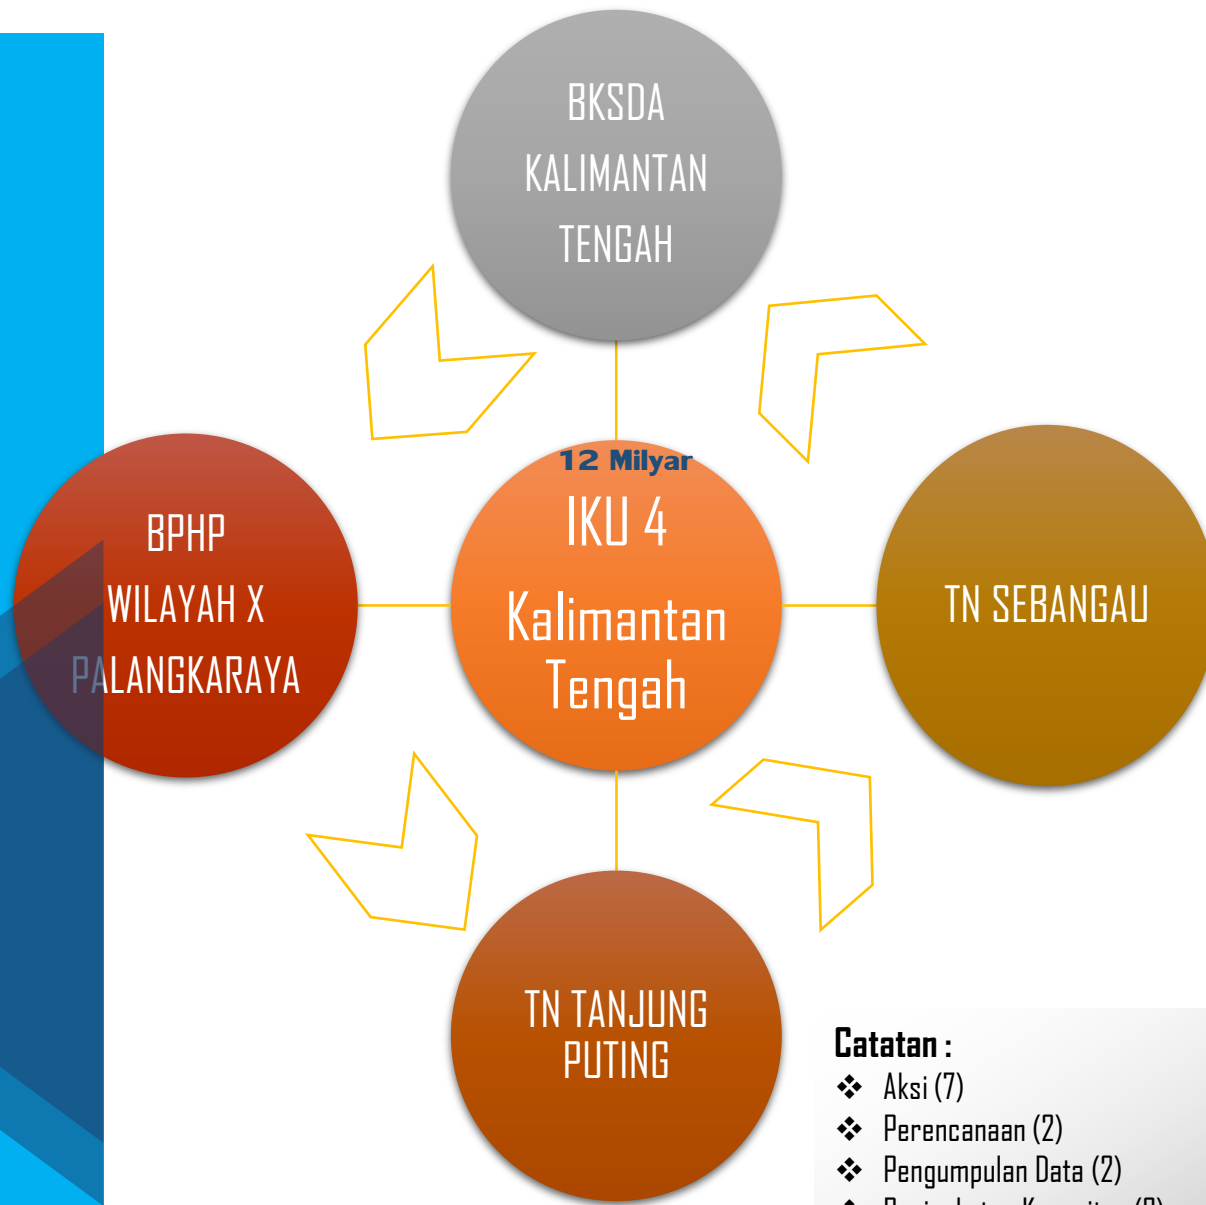 BKSDA
KALIMANTAN
TENGAH
12 Milyar
IKU 4
Kalimantan
Tengah
BPHP
WILAYAH X
PALANGKARAYA
TN SEBANGAU
TN TANJUNG
PUTING
Catatan :
❖ Aksi (7)
❖ Perencanaan (2)
❖ Pengumpulan Data (2)